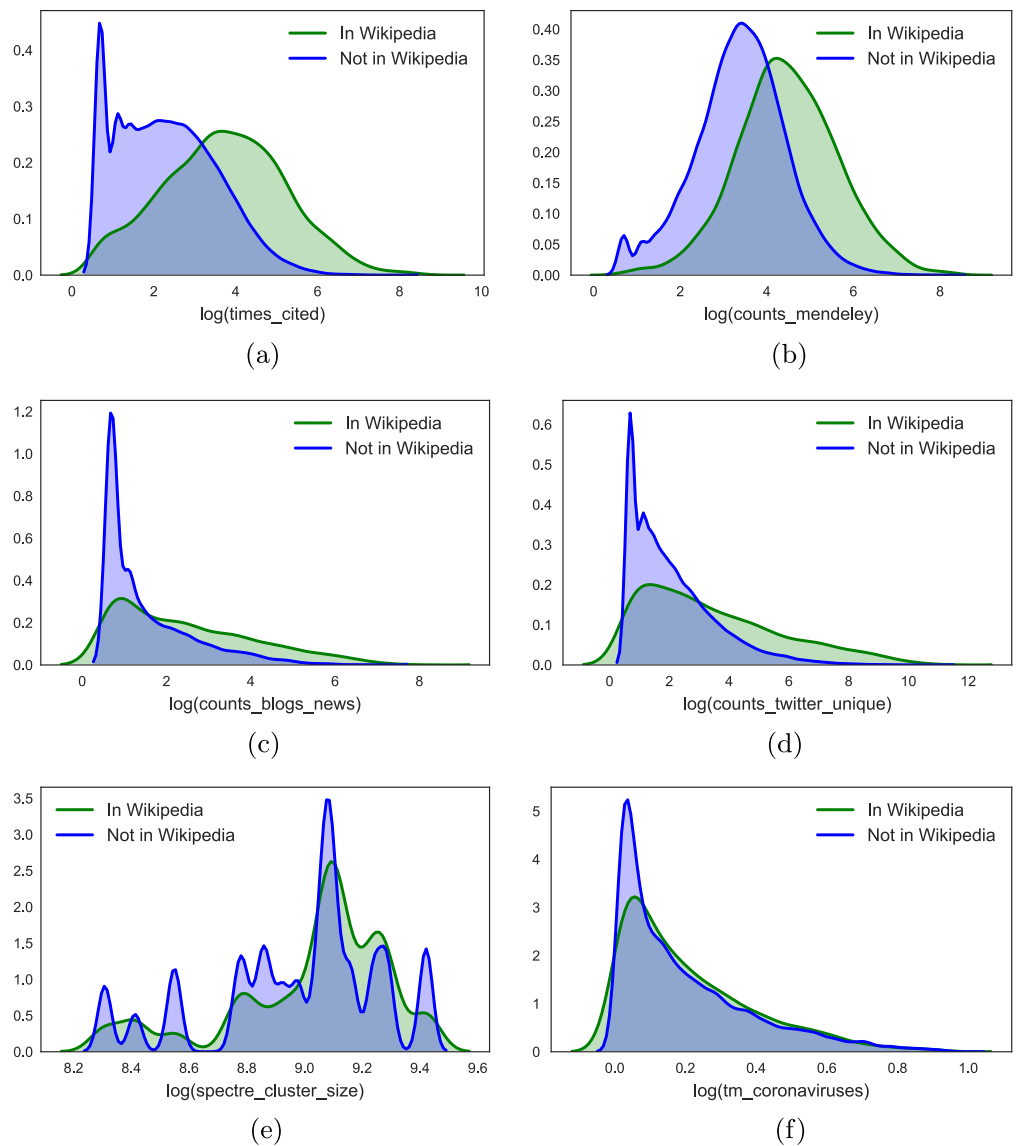 In Wikipedia
Not in Wikipedia
0.4
0.3
0.2
0.1
0.0
0 2 4 6 8 10
log(times_cited)
(a)
In Wikipedia
Not in Wikipedia
0.40
0.35
0.30
0.25
0.20
0.15
0.10
0.05
0.00
0 2 4 6 8
log(counts_mendeley)
(b)
In Wikipedia
Not in Wikipedia
1.2
1.0
0.8
0.6
0.4
0.2
0.0
0 2 4 6 8
log(counts_blogs_news)
(c)
In Wikipedia
Not in Wikipedia
0.6
0.5
0.4
0.3
0.2
0.1
0.0
0 2 4 6 8 10 12
log(counts_twitter_unique)
(d)
In Wikipedia
Not in Wikipedia
3.5
3.0
2.5
2.0
1.5
1.0
0.5
0.0
8.2 8.4 8.6 8.8 9.0 9.2 9.4 9.6
log(spectre_cluster_size)
(e)
In Wikipedia
Not in Wikipedia
5
4
3
2
1
0
0.0 0.2 0.4 0.6 0.8 1.0
log(tm_coronaviruses)
(f)